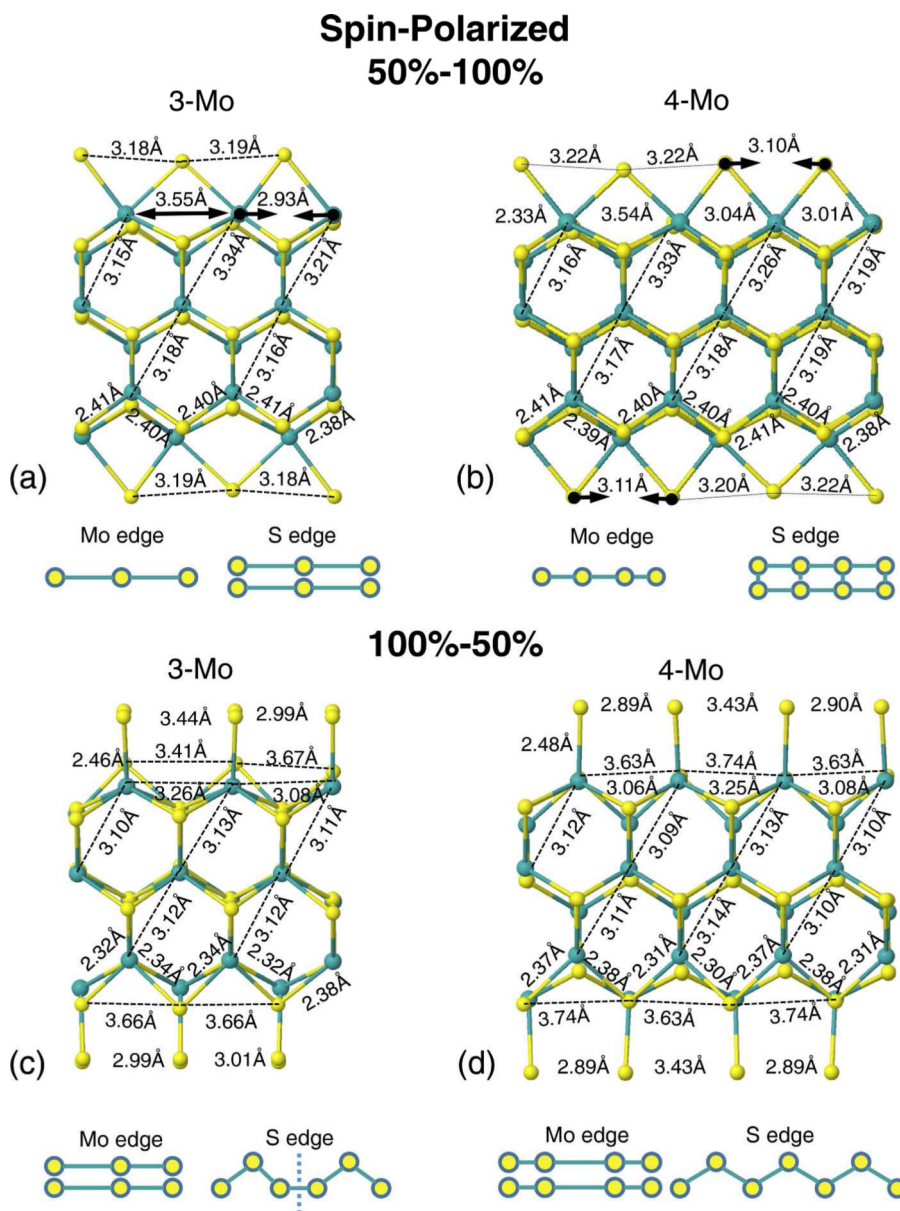 Spin-Polarized
50%-100%
3-Mo
4-Mo
3.18Å 3.19Å
3.55Å 2.93Å
3.15Å 3.34Å 3.21Å
3.18Å 3.16Å
2.41Å 2.40Å 2.40Å 2.41Å 2.38Å
3.19Å 3.18Å
(a)
Mo edge
S edge
3.22Å 3.22Å 3.10Å
2.33Å 3.54Å 3.04Å 3.01Å
3.16Å 3.33Å 3.26Å 3.19Å
3.17Å 3.18Å 3.19Å
2.41Å 2.39Å 2.40Å 2.40Å 2.41Å 2.40Å 2.38Å
3.11Å 3.20Å 3.22Å
(b)
Mo edge
S edge
100%-50%
3-Mo
4-Mo
3.44Å 2.99Å
2.46Å 3.41Å 3.67Å
3.26Å 3.08Å
3.10Å 3.13Å 3.11Å
3.12Å 3.12Å
2.32Å 2.34Å 2.34Å 2.32Å 2.38Å
3.66Å 3.66Å
2.99Å 3.01Å
(c)
Mo edge
S edge
2.89Å 3.43Å 2.90Å
2.48Å 3.63Å 3.74Å 3.63Å
3.06Å 3.25Å 3.08Å
3.12Å 3.09Å 3.13Å 3.10Å
3.11Å 3.14Å 3.10Å
2.37Å 2.38Å 2.31Å 2.30Å 2.37Å 2.38Å 2.31Å
3.74Å 3.63Å 3.74Å
2.89Å 3.43Å 2.89Å
(d)
Mo edge
S edge